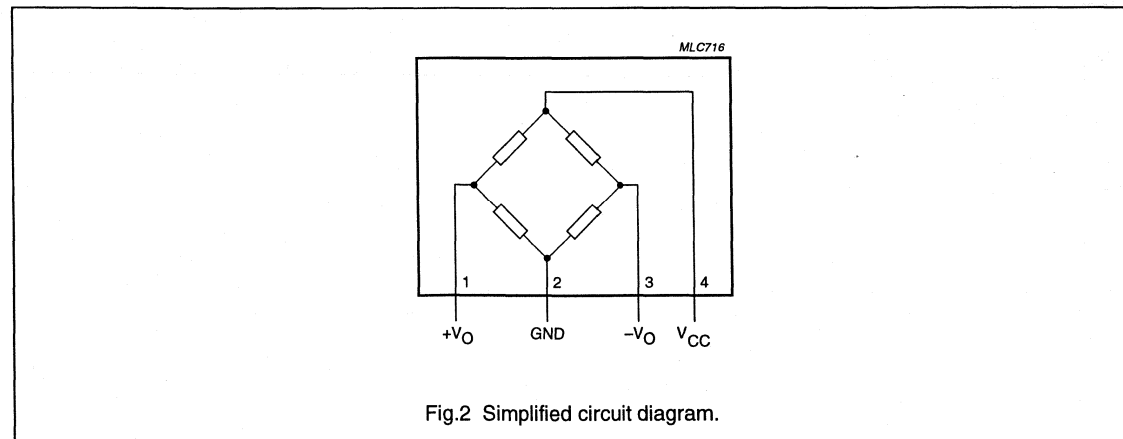 MLC716
1 2 3 4
+VO GND –VO VCC
Fig.2 Simplified circuit diagram.